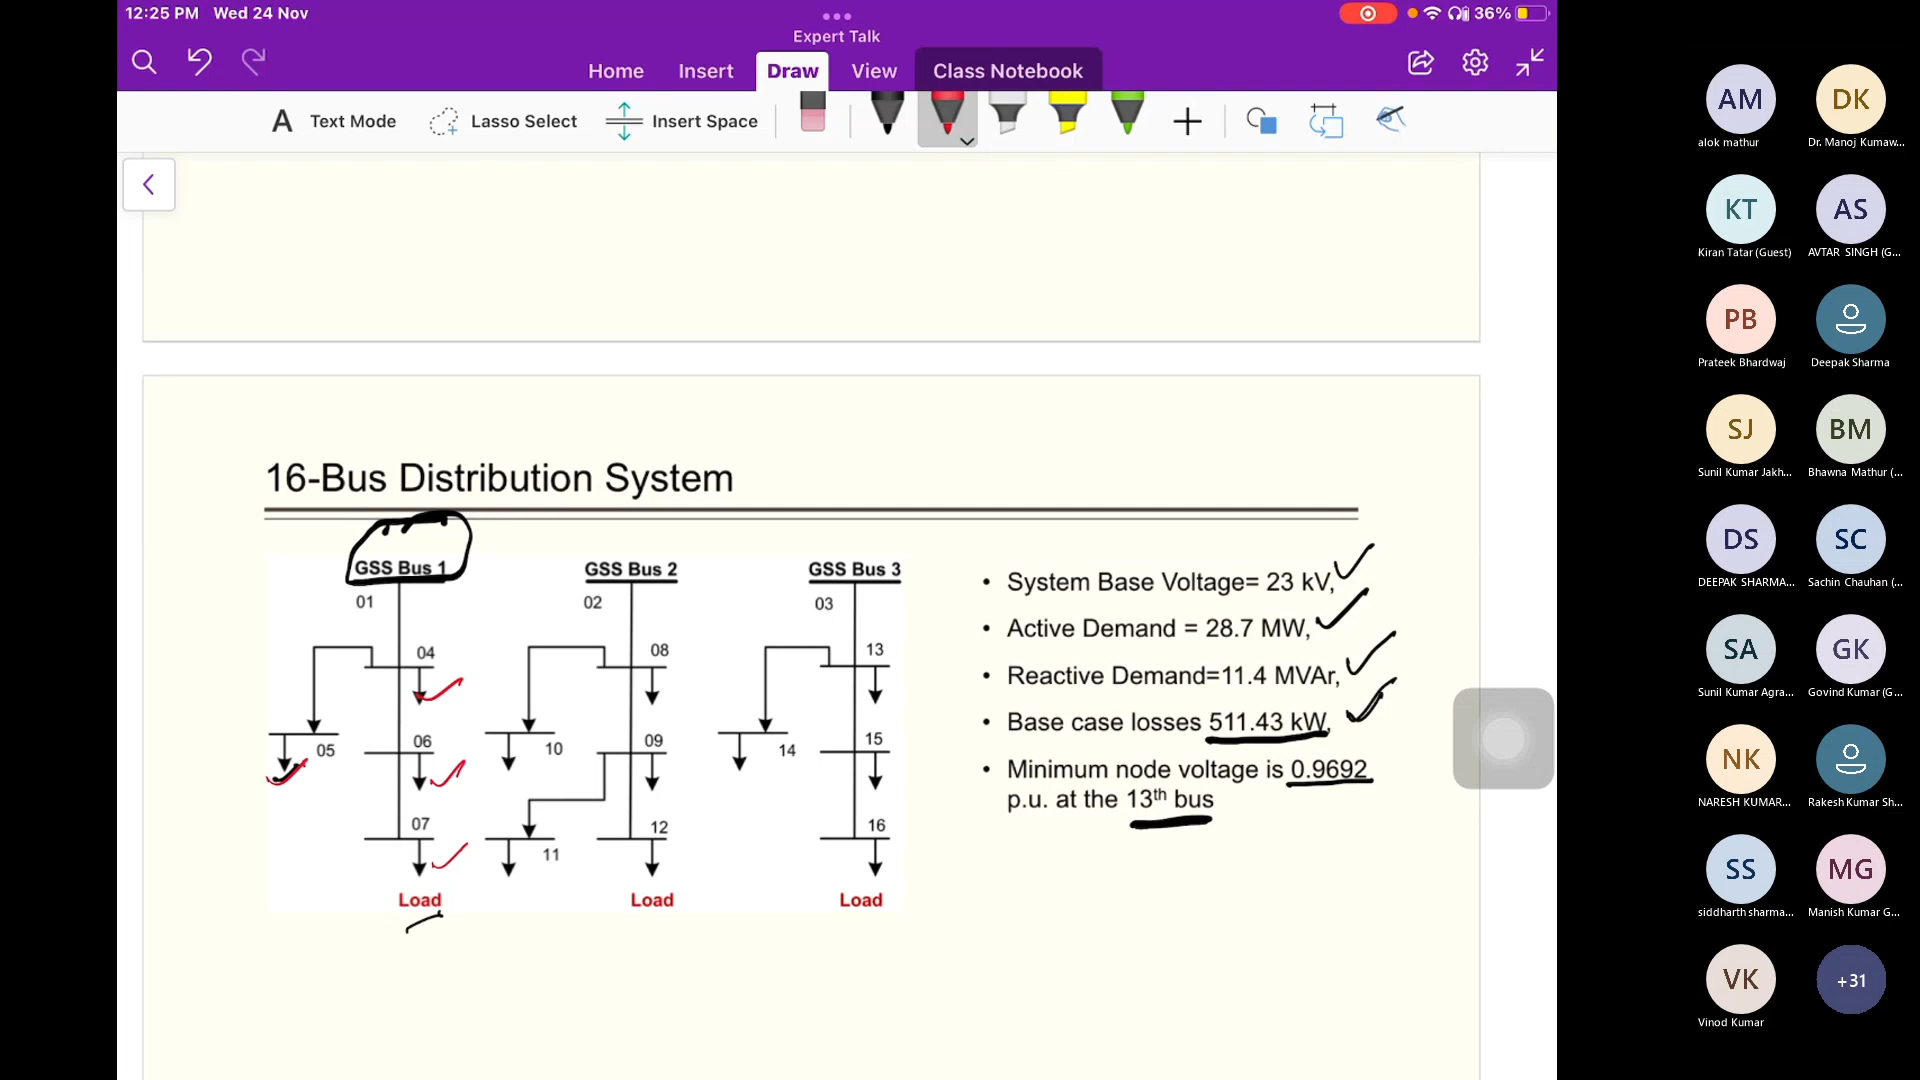 12:25 PM Wed 24 Nov
36%
Expert Talk
Home Insert Draw View Class Notebook
A Text Mode Lasso Select Insert Space
16-Bus Distribution System
GSS Bus 1 GSS Bus 2 GSS Bus 3
01 02 03
04 08 13
05 06 10 09 14 15
07 11 12 16
Load Load Load
• System Base Voltage= 23 kV,
• Active Demand = 28.7 MW,
• Reactive Demand=11.4 MVAr,
• Base case losses 511.43 kW,
• Minimum node voltage is 0.9692
p.u. at the 13th bus
AM DK
alok mathur Dr. Manoj Kumaw...
KT AS
Kiran Tatar (Guest) AVTAR SINGH (G...
PB
Prateek Bhardwaj Deepak Sharma
SJ BM
Sunil Kumar Jakh... Bhawna Mathur (...
DS SC
DEEPAK SHARMA... Sachin Chauhan (...
SA GK
Sunil Kumar Agra... Govind Kumar (G...
NK
NARESH KUMAR... Rakesh Kumar Sh...
SS MG
siddharth sharma... Manish Kumar G...
VK +31
Vinod Kumar